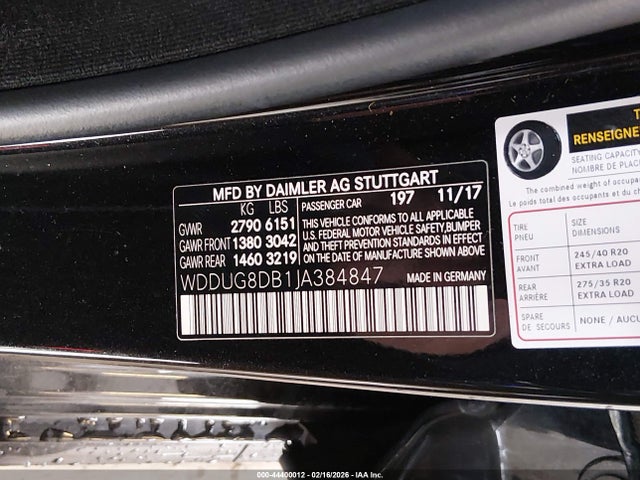 MFD BY DAIMLER AG STUTTGART
KG LBS PASSENGER CAR 197 11/17
GVWR 2790 6151
GAWR FRONT 1380 3042
GAWR REAR 1460 3219
THIS VEHICLE CONFORMS TO ALL APPLICABLE
U.S. FEDERAL MOTOR VEHICLE SAFETY,BUMPER,
AND THEFT PREVENTION STANDARDS IN EFFECT
ON THE DATE OF MANUFACTURE SHOWN ABOVE.
WDDUG8DB1JA384847 MADE IN GERMANY
RENSEIGNE
SEATING CAPACITY
NOMBRE DE PLAC
The combined weight of occupa
Le poids total des occupants et du ch
TIRE
PNEU
SIZE
DIMENSIONS
FRONT
AVANT
245/40 R20
EXTRA LOAD
REAR
ARRIÈRE
275/35 R20
EXTRA LOAD
SPARE
DE SECOURS
NONE / AUCU
000-44400012 - 02/16/2026 - IAA Inc.